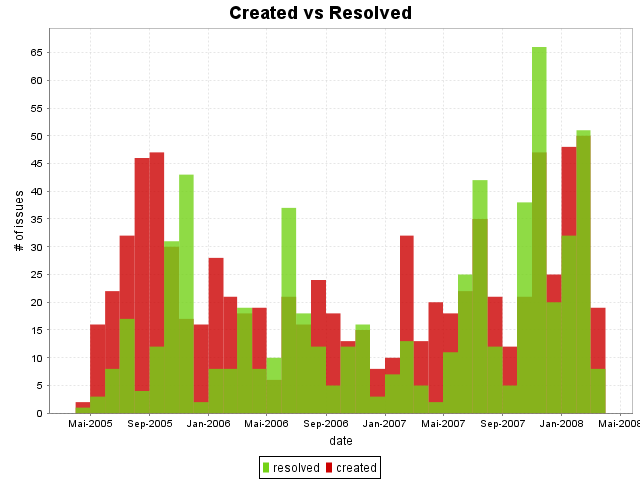 Created vs Resolved
65
60
55
50
45
40
35
30
25
20
15
10
5
0
# of issues
Mai-2005 Sep-2005 Jan-2006 Mai-2006 Sep-2006 Jan-2007 Mai-2007 Sep-2007 Jan-2008 Mai-2008
date
resolved created